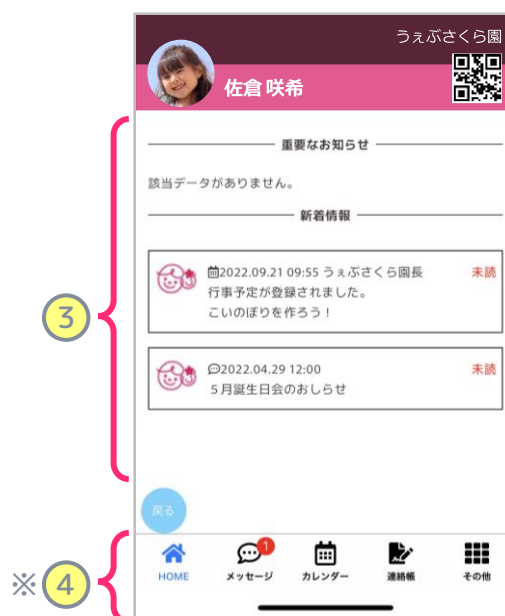 うぇぶさくら園
佐倉 咲希
重要なお知らせ
該当データがありません。
新着情報
2022.09.21 09:55 うぇぶさくら園長 未読
行事予定が登録されました。
こいのぼりを作ろう！
2022.04.29 12:00 未読
５月誕生日会のおしらせ
③
戻る
※④
1
HOME メッセージ カレンダー 連絡帳 その他